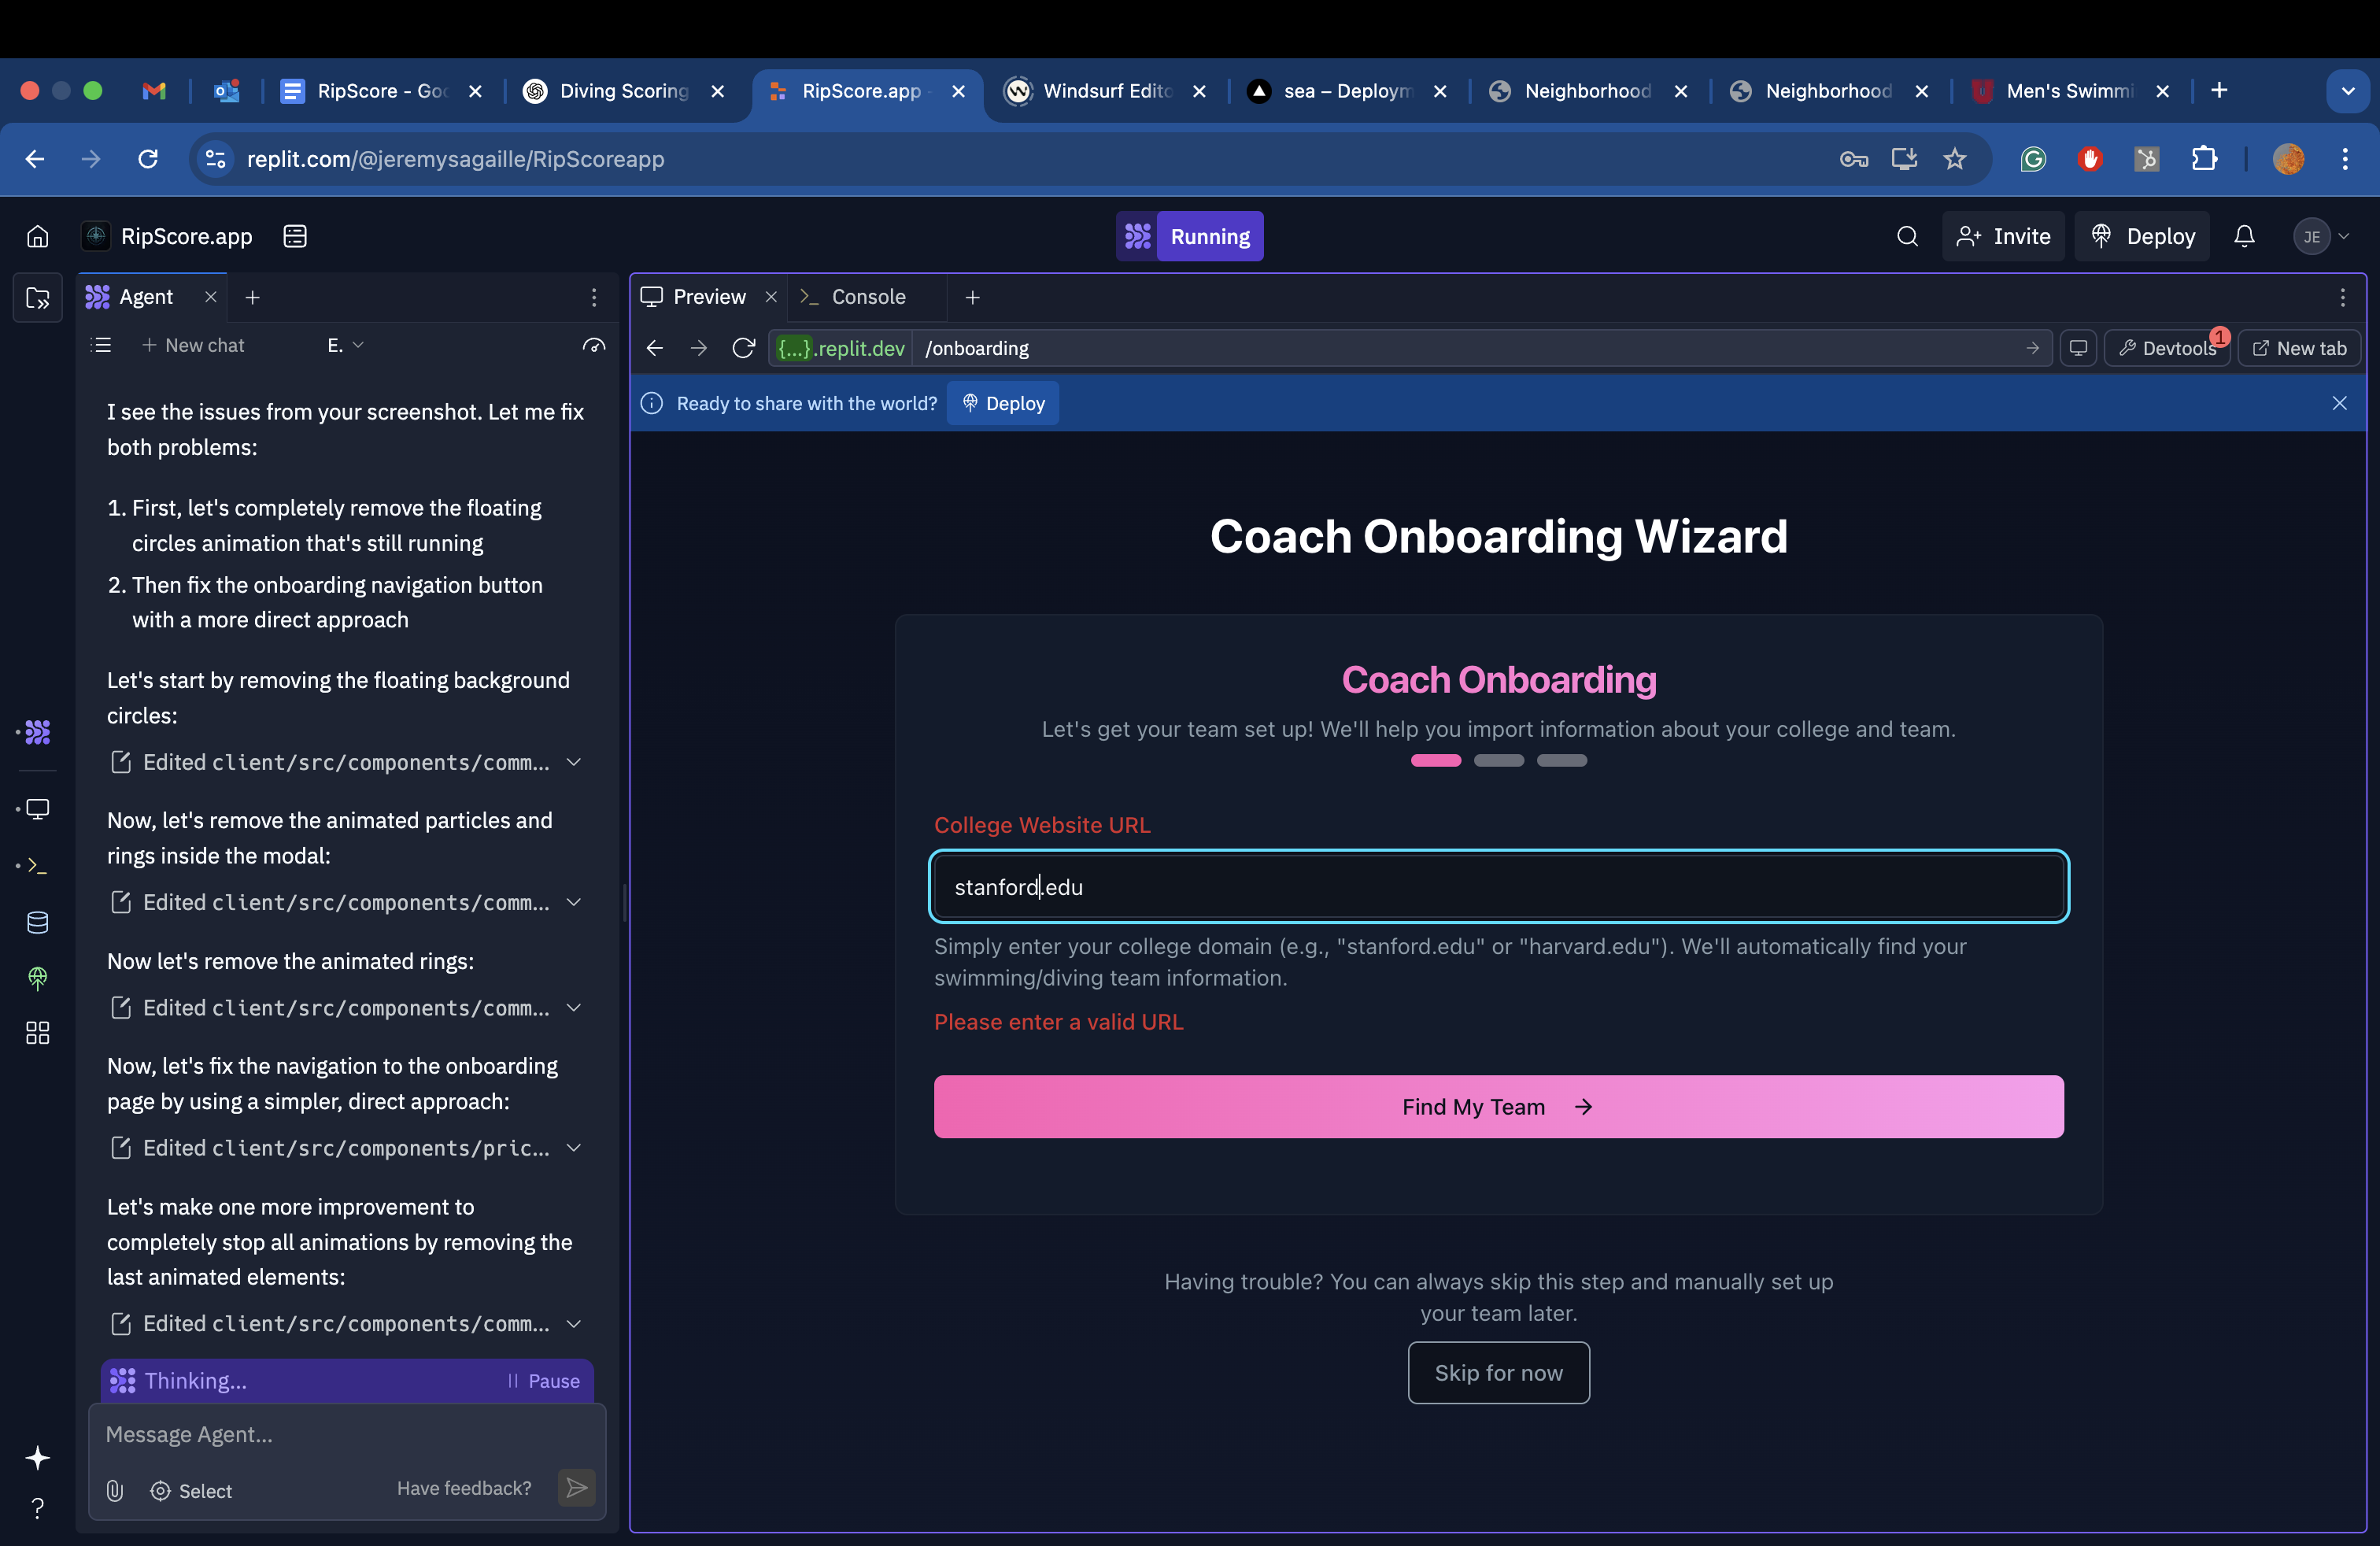 RipScore - Goo
Diving Scoring
RipScore.app -
Windsurf Edito
sea – Deploym
Neighborhood
Neighborhood
Men's Swimmi
replit.com/@jeremysagaille/RipScoreapp
RipScore.app
Running
Invite
Deploy
JE
Agent
Preview
Console
New chat
E.
{...}.replit.dev
/onboarding
Devtools
1
New tab
Ready to share with the world?
Deploy
I see the issues from your screenshot. Let me fix
both problems:
1. First, let's completely remove the floating
circles animation that's still running
2. Then fix the onboarding navigation button
with a more direct approach
Let's start by removing the floating background
circles:
Edited client/src/components/comm...
Now, let's remove the animated particles and
rings inside the modal:
Edited client/src/components/comm...
Now let's remove the animated rings:
Edited client/src/components/comm...
Now, let's fix the navigation to the onboarding
page by using a simpler, direct approach:
Edited client/src/components/pric...
Let's make one more improvement to
completely stop all animations by removing the
last animated elements:
Edited client/src/components/comm...
Thinking...
Pause
Message Agent...
Select
Have feedback?
Coach Onboarding Wizard
Coach Onboarding
Let's get your team set up! We'll help you import information about your college and team.
College Website URL
stanford.edu
Simply enter your college domain (e.g., "stanford.edu" or "harvard.edu"). We'll automatically find your
swimming/diving team information.
Please enter a valid URL
Find My Team →
Having trouble? You can always skip this step and manually set up
your team later.
Skip for now